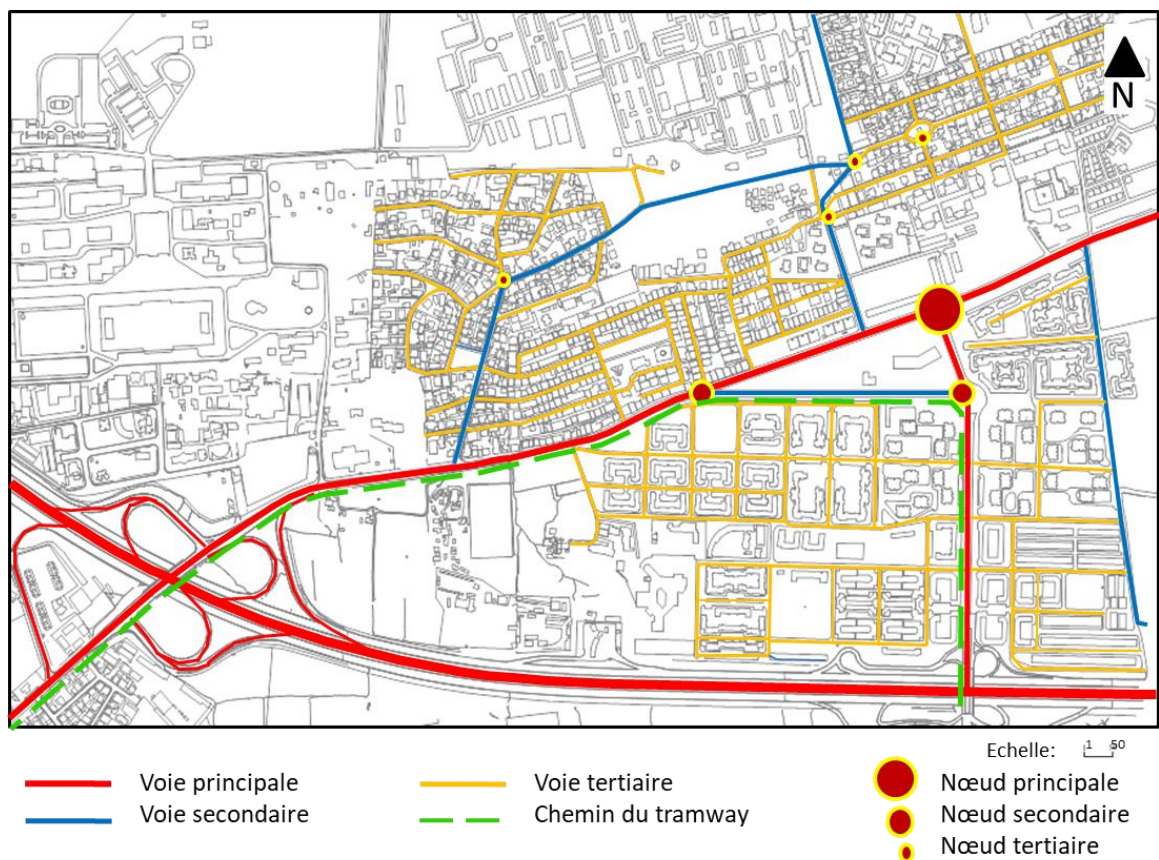 N
Echelle: 1 50
Voie principale
Voie secondaire
Voie tertiaire
Chemin du tramway
Nœud principale
Nœud secondaire
Nœud tertiaire